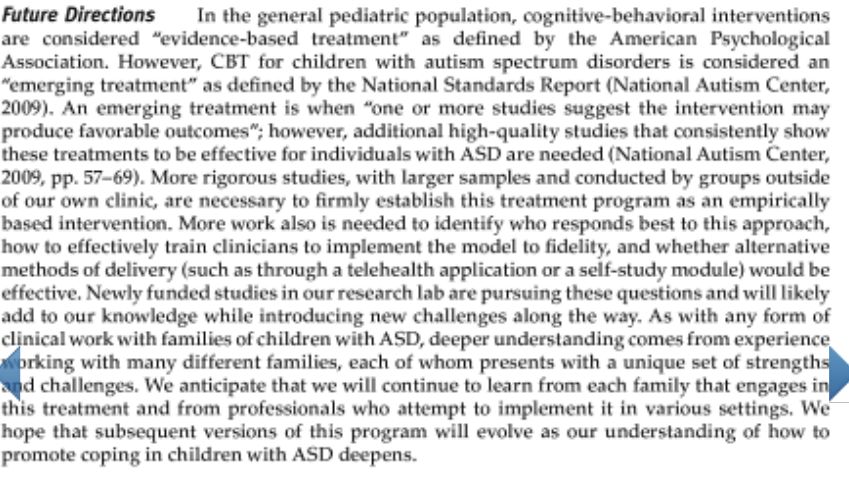 Future Directions In the general pediatric population, cognitive-behavioral interventions
are considered “evidence-based treatment” as defined by the American Psychological
Association. However, CBT for children with autism spectrum disorders is considered an
“emerging treatment” as defined by the National Standards Report (National Autism Center,
2009). An emerging treatment is when “one or more studies suggest the intervention may
produce favorable outcomes”; however, additional high-quality studies that consistently show
these treatments to be effective for individuals with ASD are needed (National Autism Center,
2009, pp. 57–69). More rigorous studies, with larger samples and conducted by groups outside
of our own clinic, are necessary to firmly establish this treatment program as an empirically
based intervention. More work also is needed to identify who responds best to this approach,
how to effectively train clinicians to implement the model to fidelity, and whether alternative
methods of delivery (such as through a telehealth application or a self-study module) would be
effective. Newly funded studies in our research lab are pursuing these questions and will likely
add to our knowledge while introducing new challenges along the way. As with any form of
clinical work with families of children with ASD, deeper understanding comes from experience
working with many different families, each of whom presents with a unique set of strengths
and challenges. We anticipate that we will continue to learn from each family that engages in
this treatment and from professionals who attempt to implement it in various settings. We
hope that subsequent versions of this program will evolve as our understanding of how to
promote coping in children with ASD deepens.